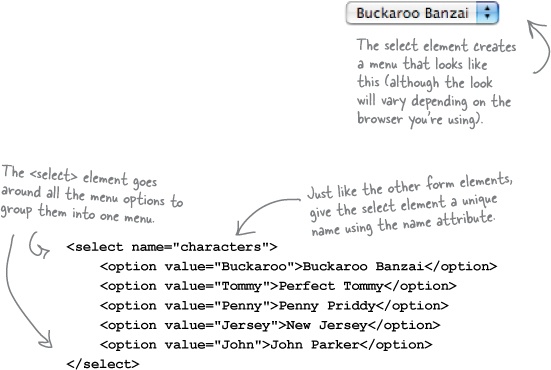 Buckaroo Banzai
The select element creates
a menu that looks like
this (although the look
will vary depending on the
browser you're using).
The <select> element goes
around all the menu options to
group them into one menu.
Just like the other form elements,
give the select element a unique
name using the name attribute.
<select name="characters">
<option value="Buckaroo">Buckaroo Banzai</option>
<option value="Tommy">Perfect Tommy</option>
<option value="Penny">Penny Priddy</option>
<option value="Jersey">New Jersey</option>
<option value="John">John Parker</option>
</select>